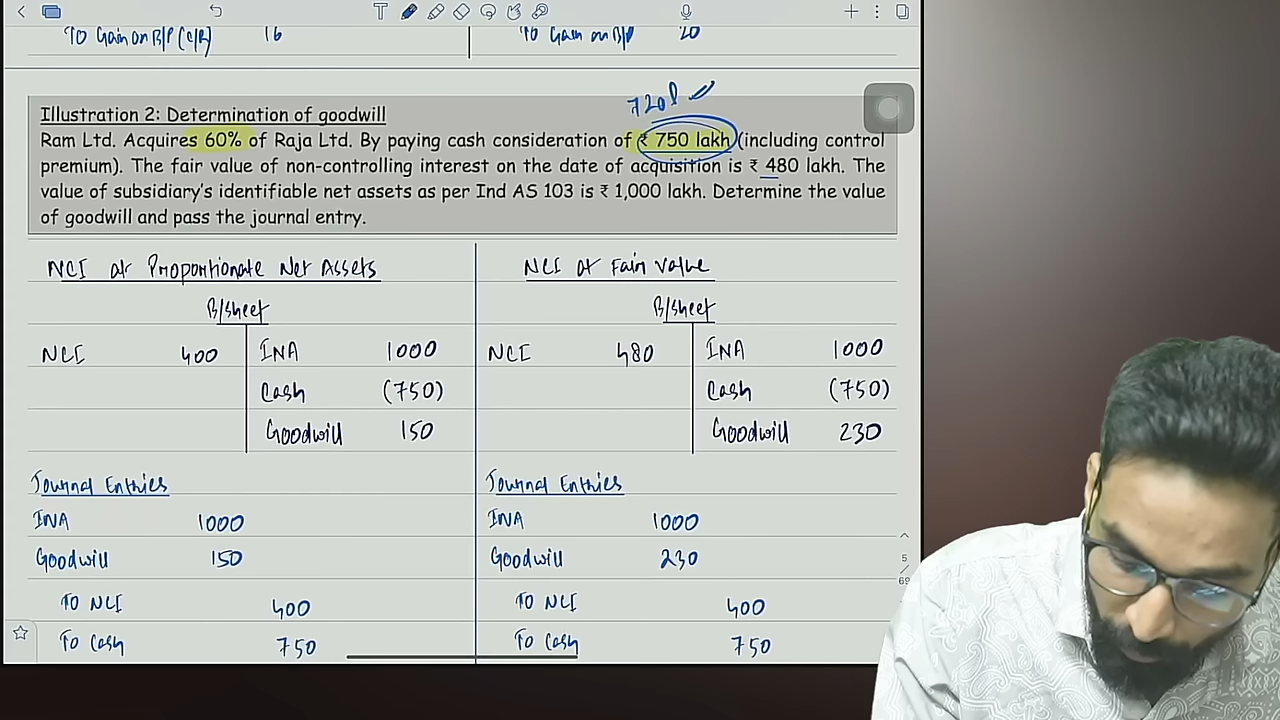 TO Gain on B/P (C/R) 16
TO Gain on B/P 20
720
Illustration 2: Determination of goodwill
Ram Ltd. Acquires 60% of Raja Ltd. By paying cash consideration of ₹ 750 lakh (including control
premium). The fair value of non-controlling interest on the date of acquisition is ₹ 480 lakh. The
value of subsidiary's identifiable net assets as per Ind AS 103 is ₹ 1,000 lakh. Determine the value
of goodwill and pass the journal entry.
NCI at Proportionate Net Assets
B/sheet
NCI 400 INA 1000
Cash (750)
Goodwill 150
Journal Entries
INA 1000
Goodwill 150
TO NCI 400
TO Cash 750
NCI at Fair Value
B/sheet
NCI 480 INA 1000
Cash (750)
Goodwill 230
Journal Entries
INA 1000
Goodwill 230
TO NCI 400
TO Cash 750
5
/
69